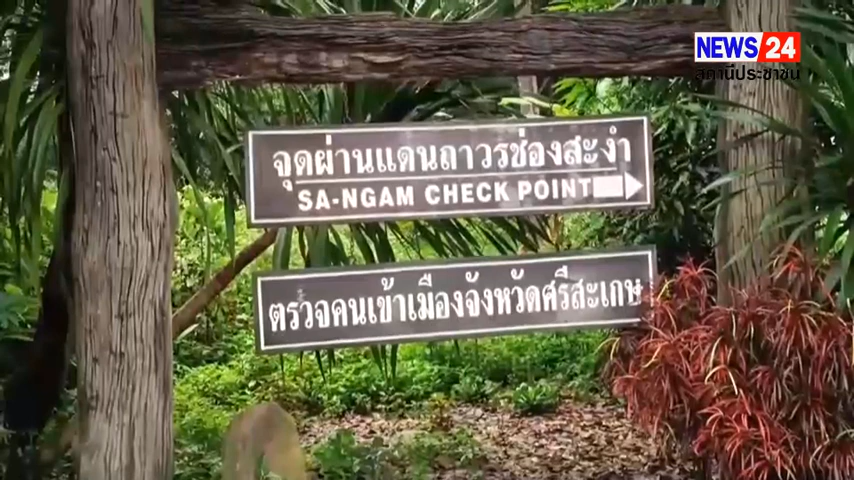 NEWS 24
สถานีประชาชน
จุดผ่านแดนถาวรช่องสะงำ
SA-NGAM CHECK POINT
ตรวจคนเข้าเมืองจังหวัดศรีสะเกษ